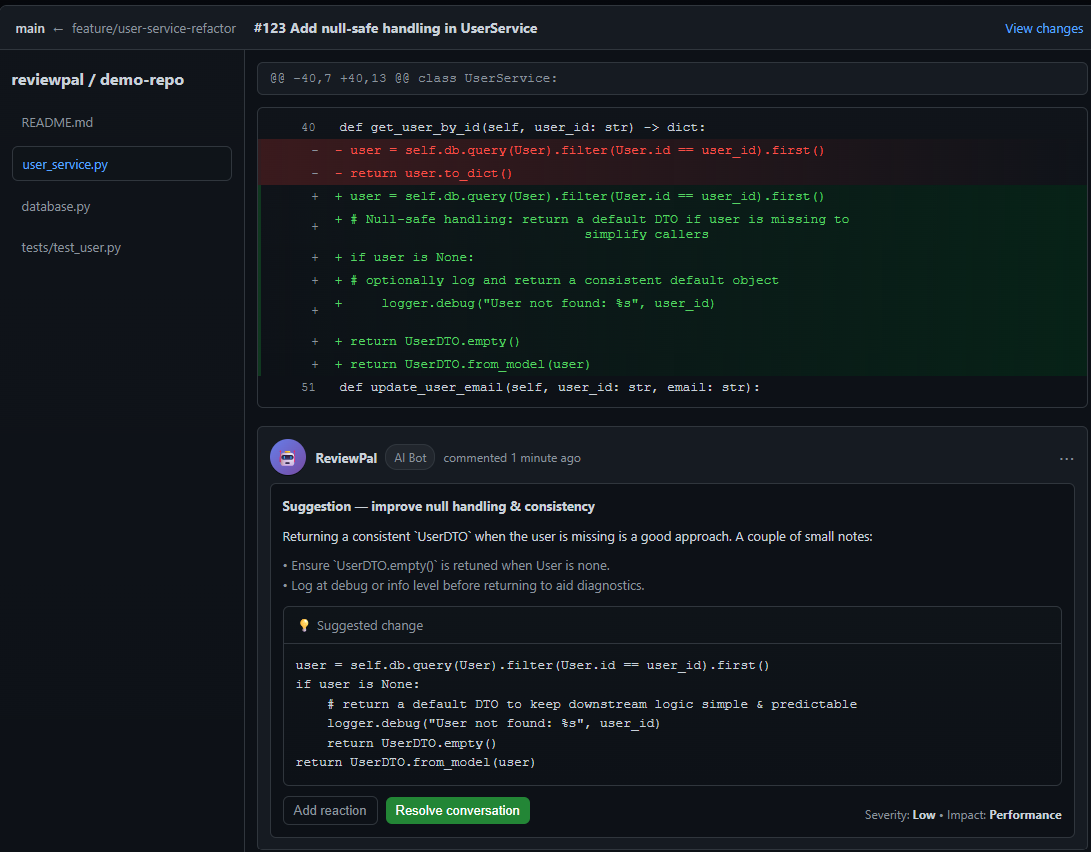 main ← feature/user-service-refactor #123 Add null-safe handling in UserService View changes
reviewpal / demo-repo
README.md
user_service.py
database.py
tests/test_user.py
@@ -40,7 +40,13 @@ class UserService:
40 def get_user_by_id(self, user_id: str) -> dict:
- - user = self.db.query(User).filter(User.id == user_id).first()
- - return user.to_dict()
+ + user = self.db.query(User).filter(User.id == user_id).first()
+ + # Null-safe handling: return a default DTO if user is missing to
simplify callers
+ + if user is None:
+ + # optionally log and return a consistent default object
+ + logger.debug("User not found: %s", user_id)
+ + return UserDTO.empty()
+ + return UserDTO.from_model(user)
51 def update_user_email(self, user_id: str, email: str):
ReviewPal AI Bot commented 1 minute ago ...
Suggestion — improve null handling & consistency
Returning a consistent `UserDTO` when the user is missing is a good approach. A couple of small notes:
• Ensure `UserDTO.empty()` is retuned when User is none.
• Log at debug or info level before returning to aid diagnostics.
💡 Suggested change
user = self.db.query(User).filter(User.id == user_id).first()
if user is None:
    # return a default DTO to keep downstream logic simple & predictable
    logger.debug("User not found: %s", user_id)
    return UserDTO.empty()
return UserDTO.from_model(user)
Add reaction Resolve conversation Severity: Low • Impact: Performance